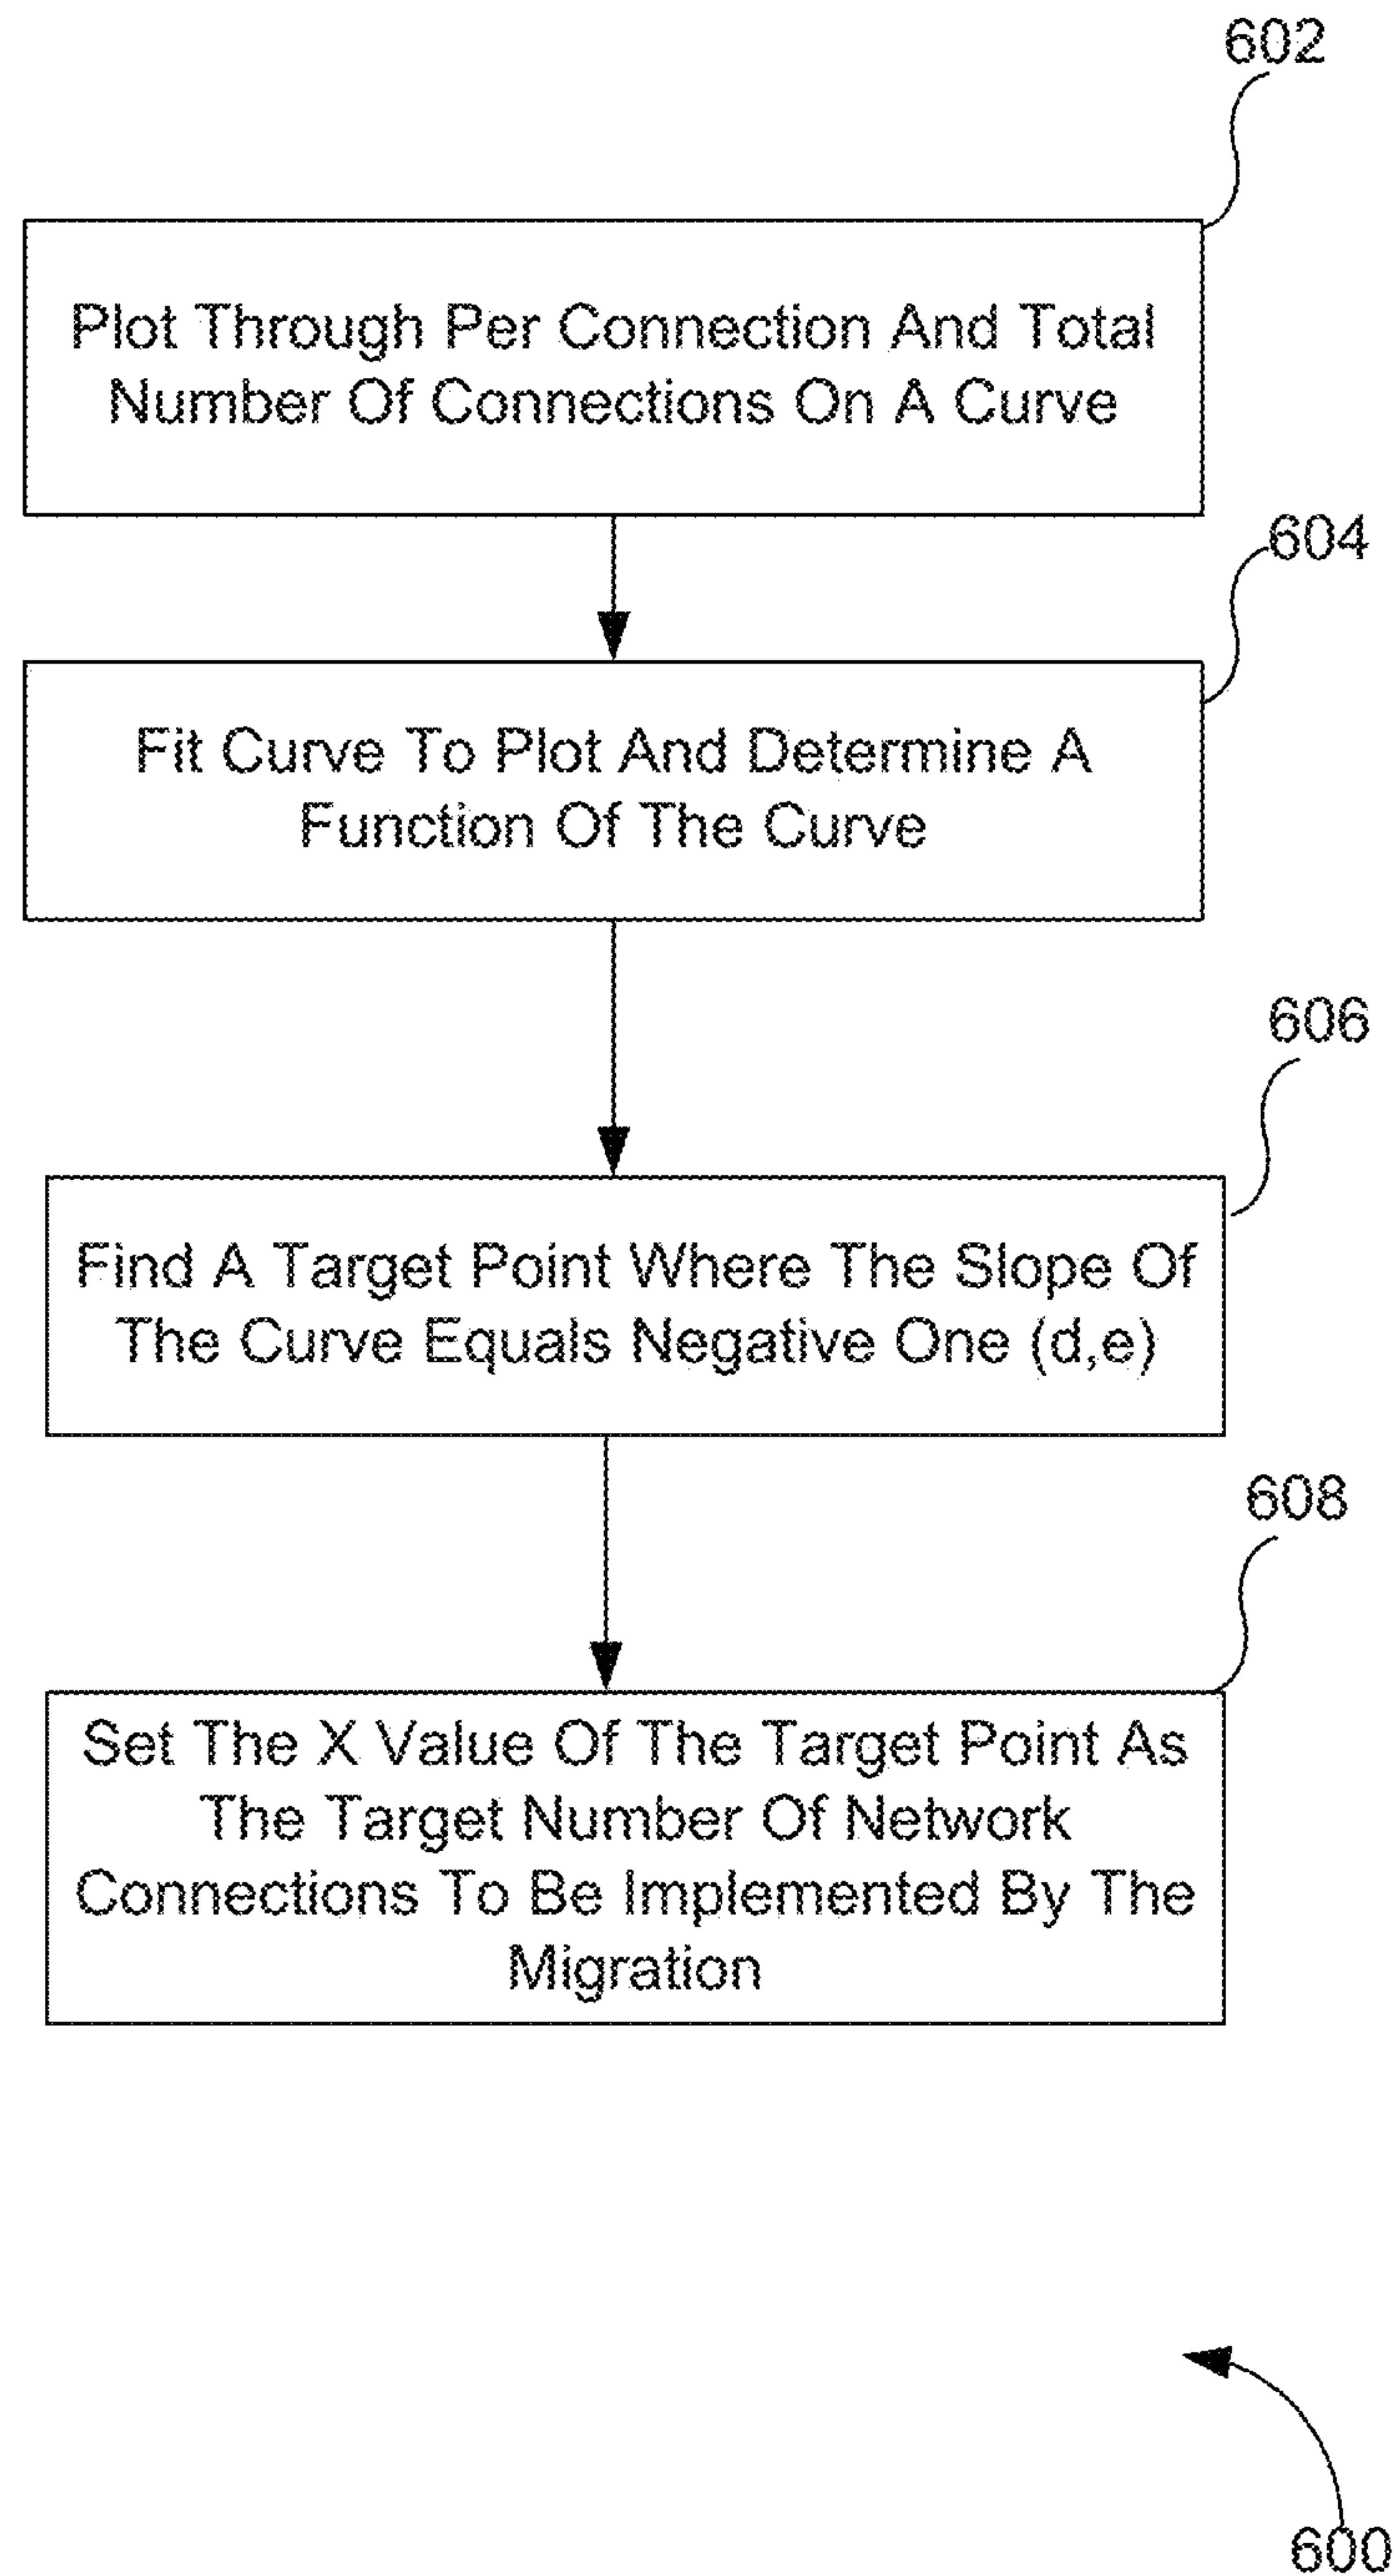 602
Plot Through Per Connection And Total
Number Of Connections On A Curve
604
Fit Curve To Plot And Determine A
Function Of The Curve
606
Find A Target Point Where The Slope Of
The Curve Equals Negative One (d,e)
608
Set The X Value Of The Target Point As
The Target Number Of Network
Connections To Be Implemented By The
Migration
600